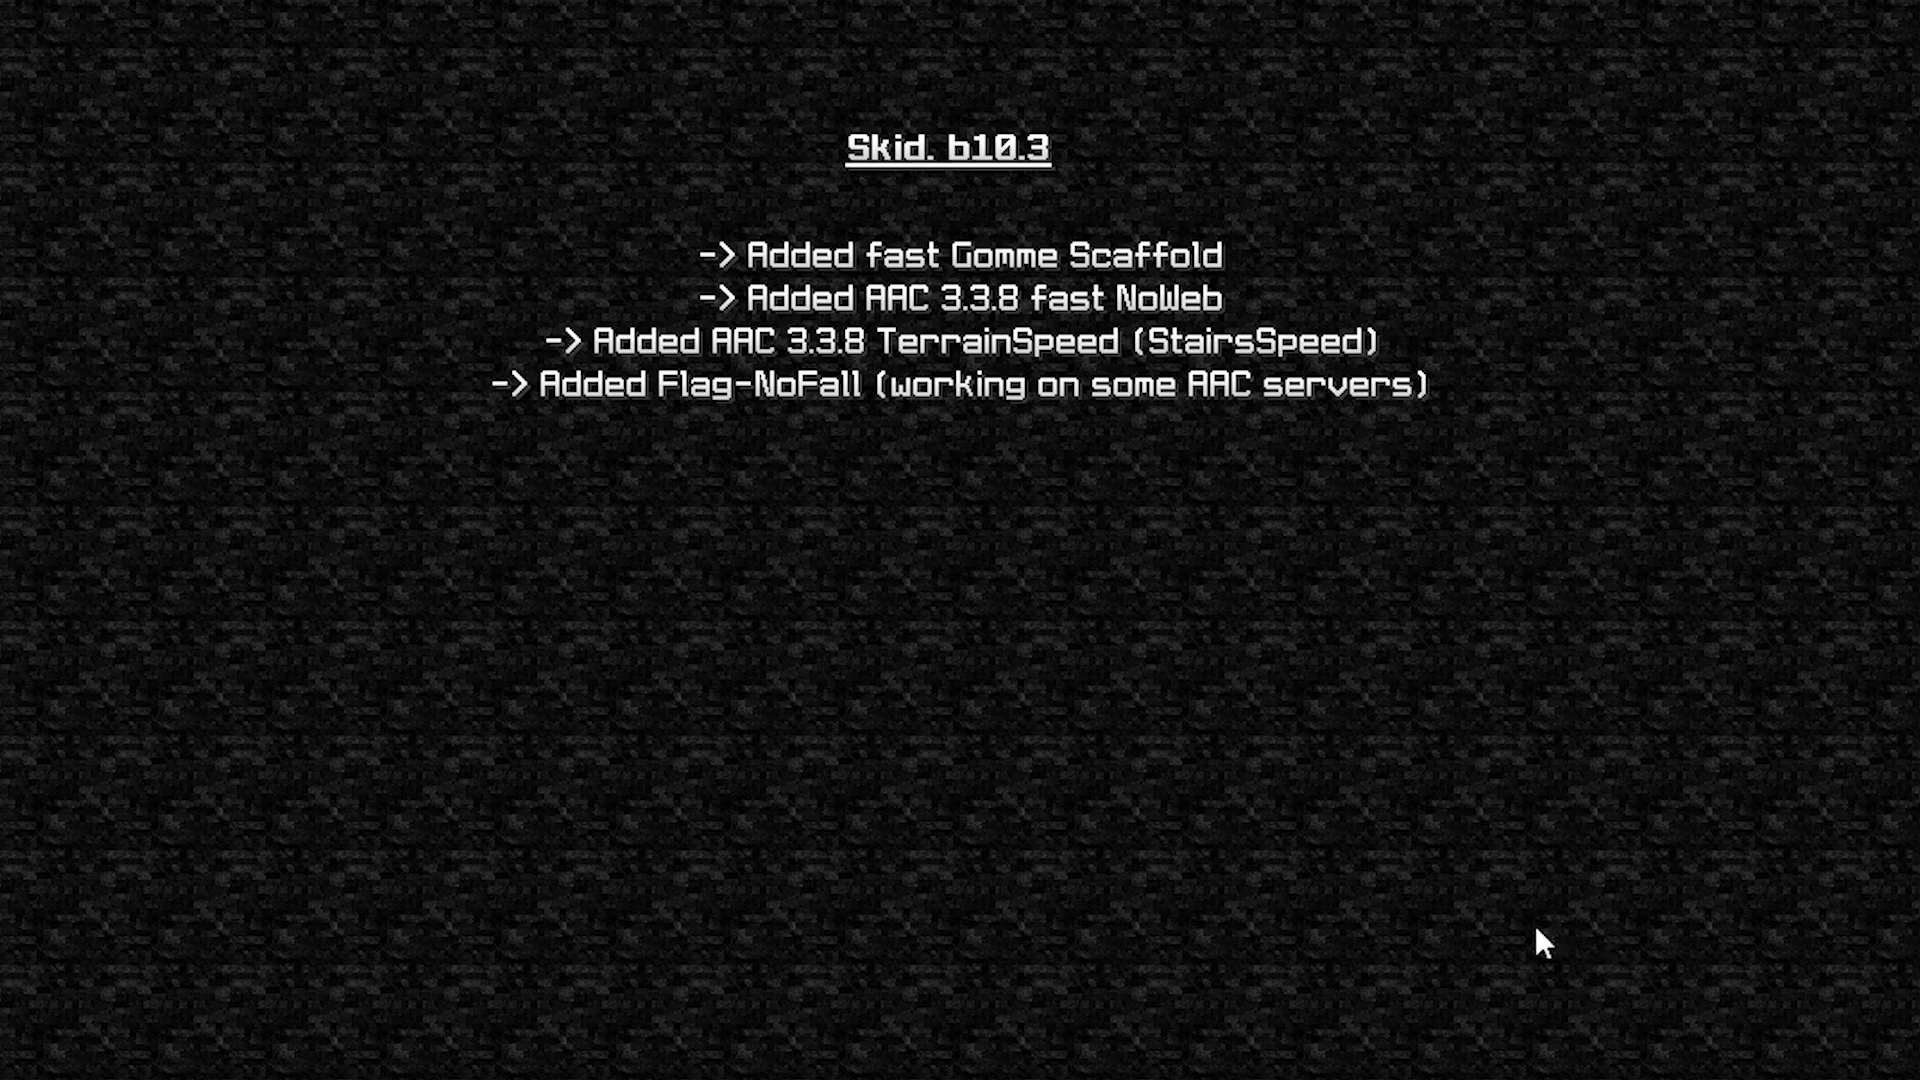 Skid. b10.3
-> Added fast Gomme Scaffold
-> Added AAC 3.3.8 fast NoWeb
-> Added AAC 3.3.8 TerrainSpeed (StairsSpeed)
-> Added Flag-NoFall (working on some AAC servers)